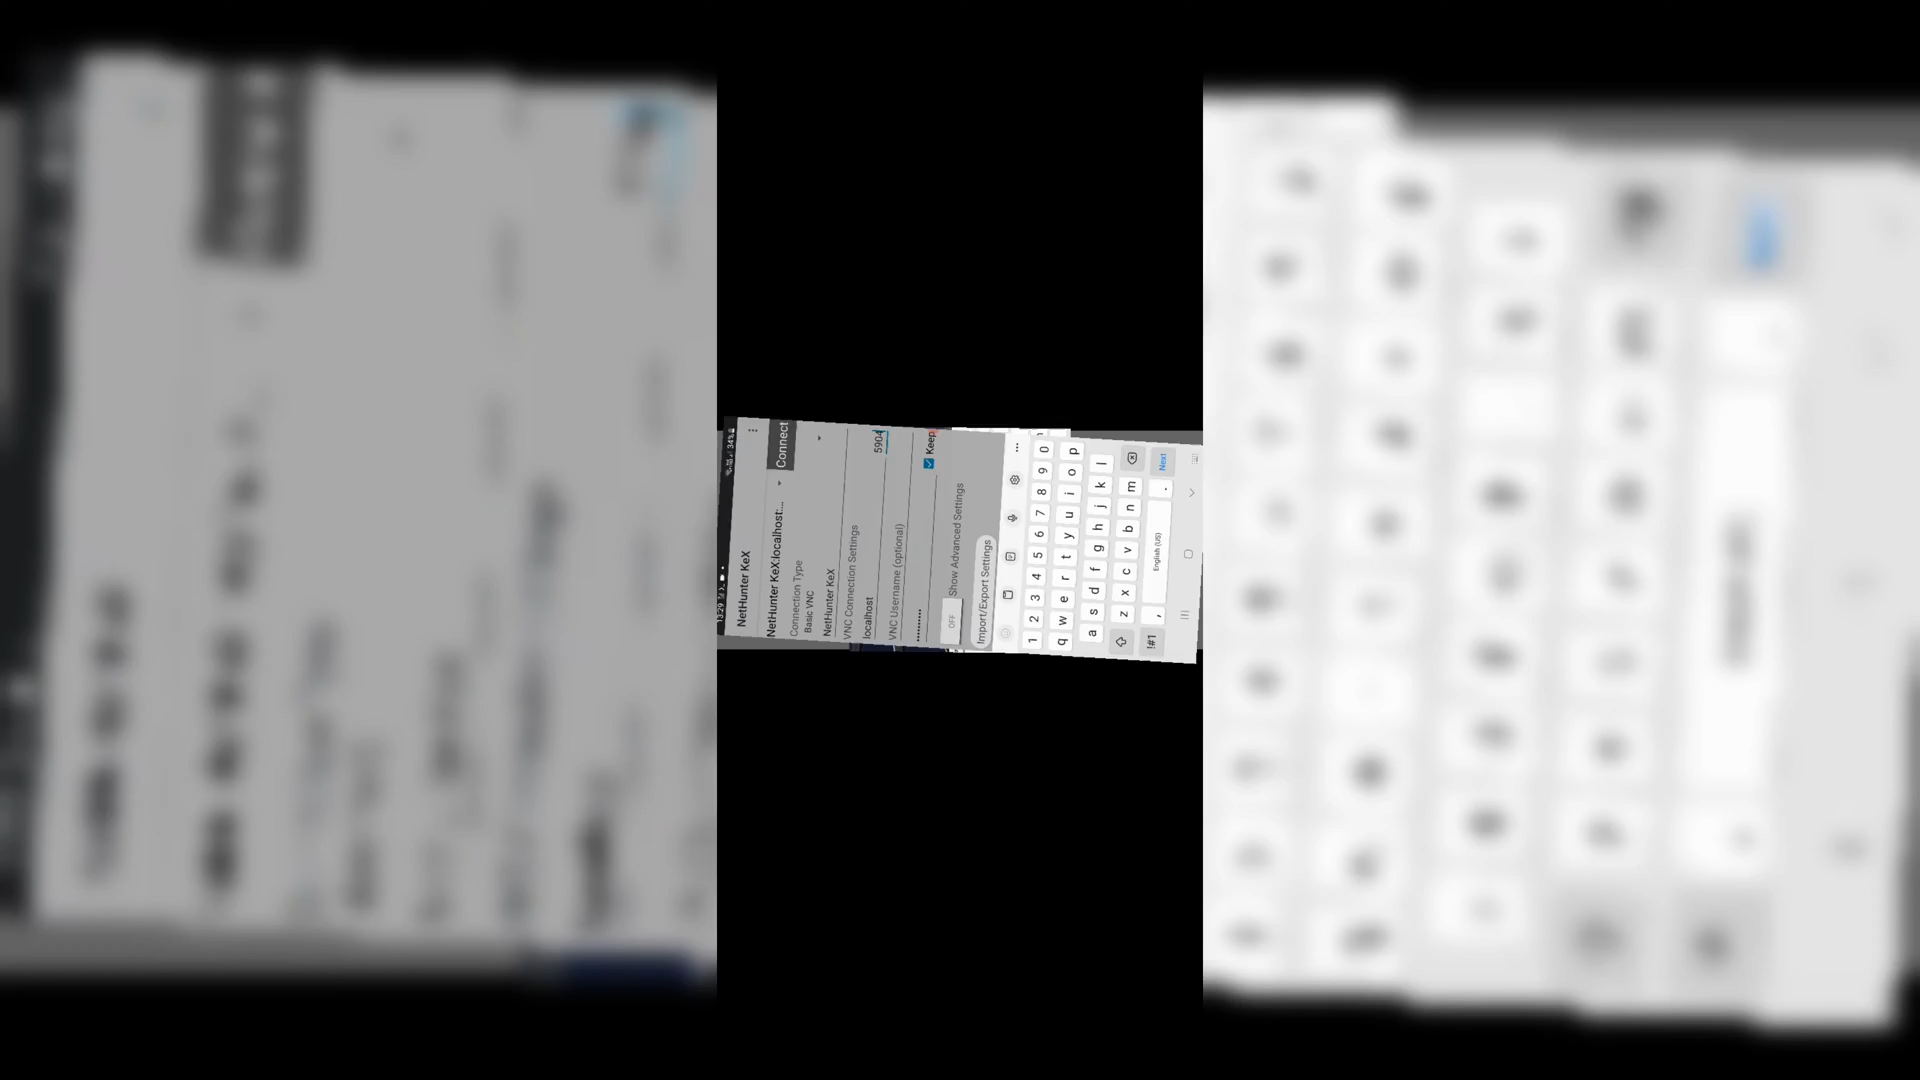 13:29
34%
NetHunter KeX
NetHunter KeX:localhost:...
Connect
Connection Type
Basic VNC
NetHunter KeX
VNC Connection Settings
localhost
5904
VNC Username (optional)
••••••••••
Keep
OFF
Show Advanced Settings
Import/Export Settings
1 2 3 4 5 6 7 8 9 0
q w e r t y u i o p
a s d f g h j k l
z x c v b n m
!#1 , English (US) . Next